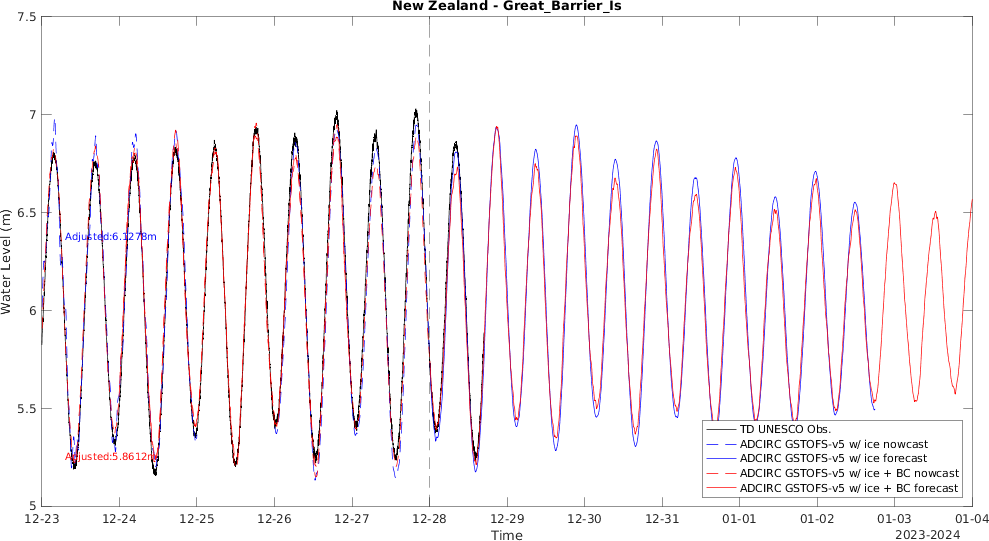 New Zealand - Great_Barrier_Is
7.5
7
6.5
6
5.5
5
Water Level (m)
Adjusted:6.1278m
Adjusted:5.8612m
TD UNESCO Obs.
ADCIRC GSTOFS-v5 w/ ice nowcast
ADCIRC GSTOFS-v5 w/ ice forecast
ADCIRC GSTOFS-v5 w/ ice + BC nowcast
ADCIRC GSTOFS-v5 w/ ice + BC forecast
12-23 12-24 12-25 12-26 12-27 12-28 12-29 12-30 12-31 01-01 01-02 01-03 01-04
Time
2023-2024